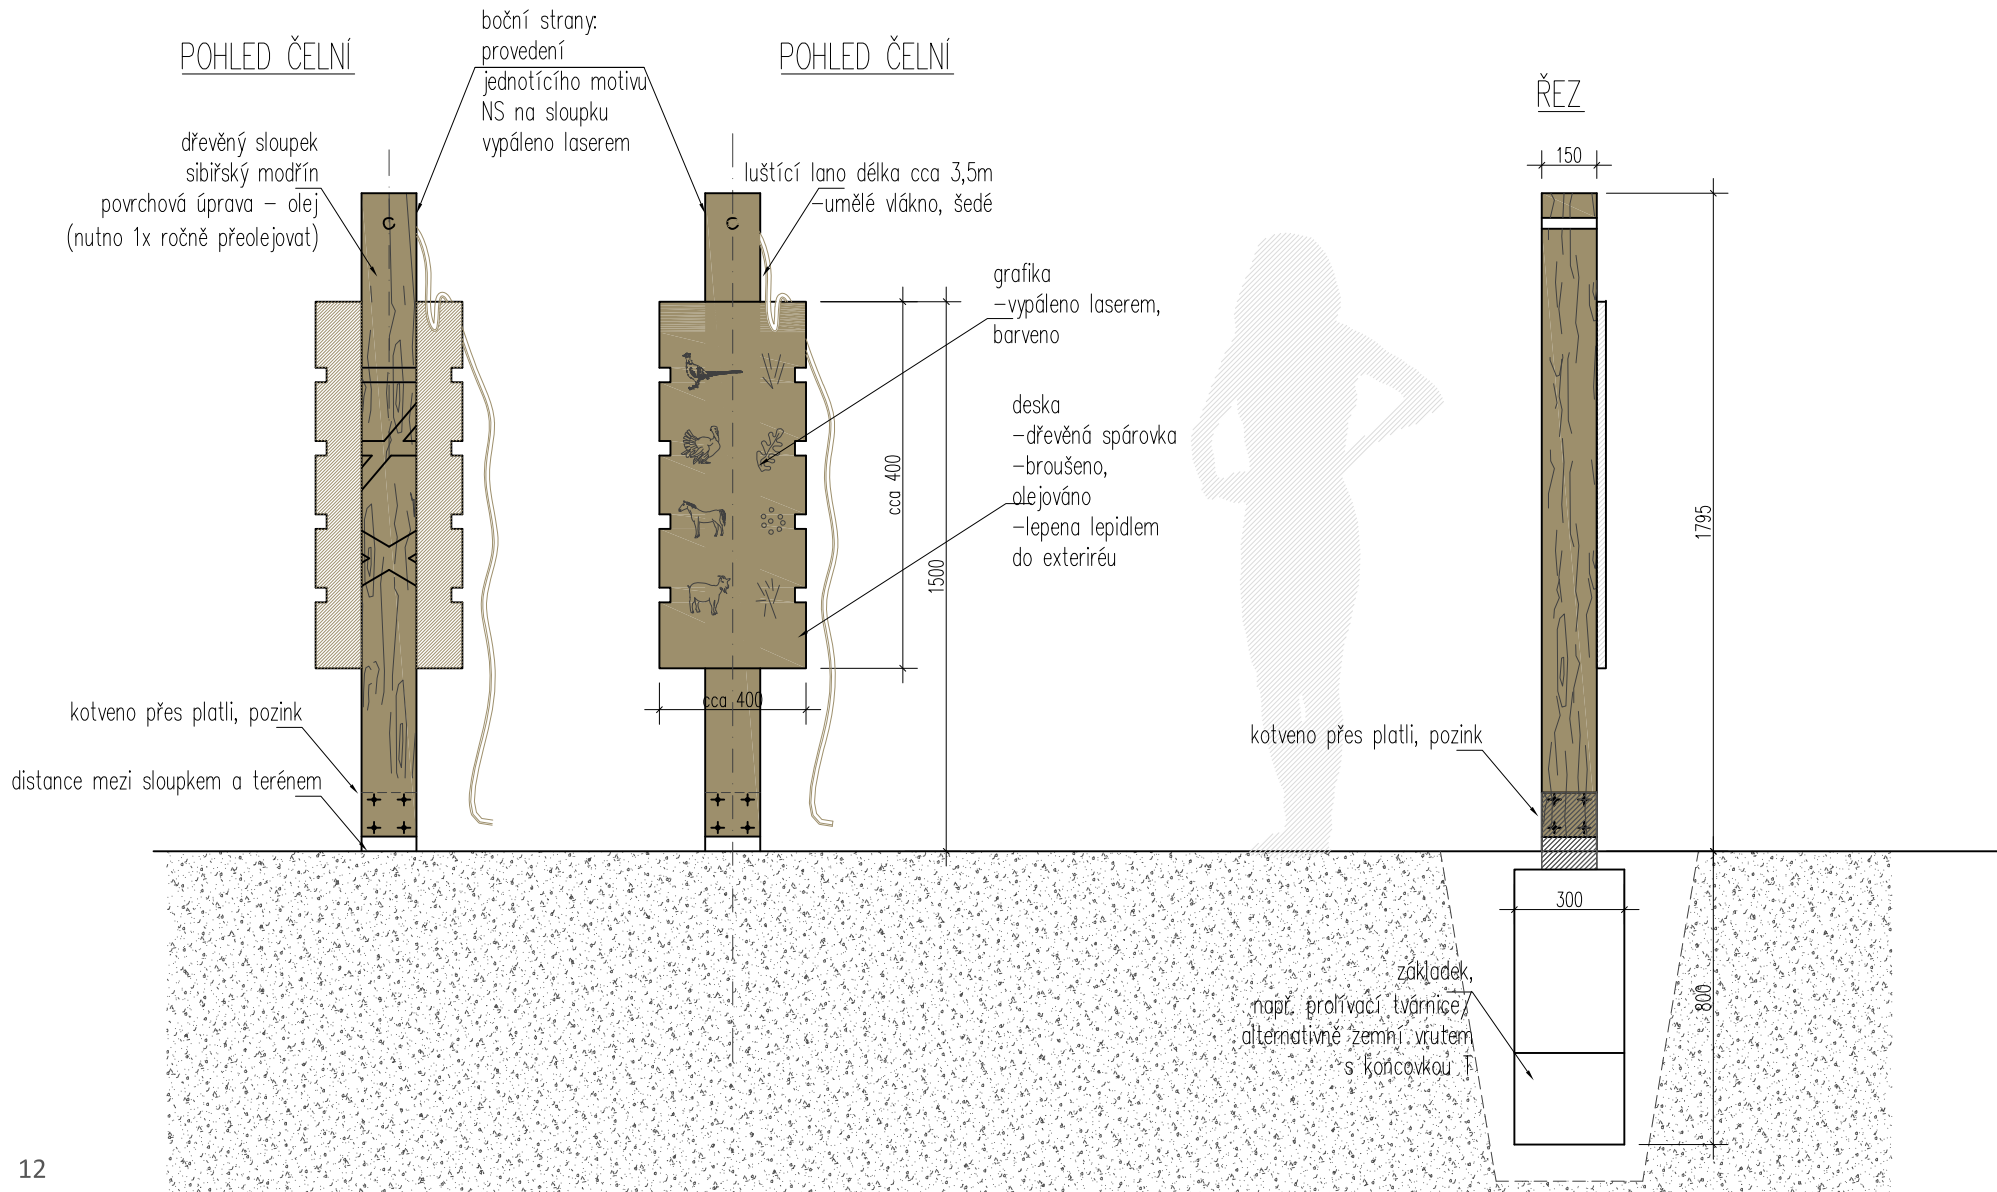 POHLED ČELNÍ
boční strany:
provedení
jednotícího motivu
NS na sloupku
vypáleno laserem
POHLED ČELNÍ
ŘEZ
dřevěný sloupek
sibiřský modřín
povrchová úprava – olej
(nutno 1x ročně přeolejovat)
luštící lano délka cca 3,5m
–umělé vlákno, šedé
150
grafika
–vypáleno laserem,
barveno
deska
–dřevěná spárovka
–broušeno,
olejováno
–lepena lepidlem
do exteriréu
cca 400
1500
1795
cca 400
kotveno přes platli, pozink
distance mezi sloupkem a terénem
kotveno přes platli, pozink
300
800
základek,
např. prolívací tvárnice/
alternativně zemní vrutem
s koncovkou T
12